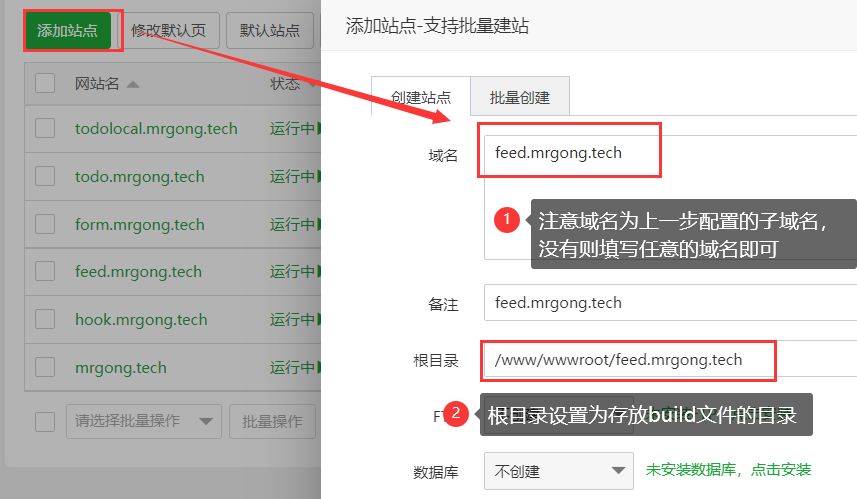 添加站点 修改默认页 默认站点
网站名 状态
todolocal.mrgong.tech 运行中
todo.mrgong.tech 运行中
form.mrgong.tech 运行中
feed.mrgong.tech 运行中
hook.mrgong.tech 运行中
mrgong.tech 运行中
请选择批量操作 批量操作
添加站点-支持批量建站
创建站点 批量创建
域名 feed.mrgong.tech
1 注意域名为上一步配置的子域名，
没有则填写任意的域名即可
备注 feed.mrgong.tech
根目录 /www/wwwroot/feed.mrgong.tech
2 根目录设置为存放build文件的目录
数据库 不创建 未安装数据库，点击安装